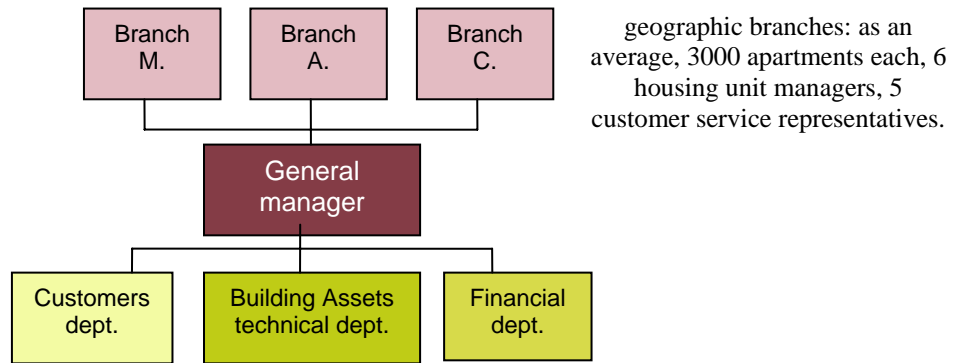 Branch
M.
Branch
A.
Branch
C.
geographic branches: as an
average, 3000 apartments each, 6
housing unit managers, 5
customer service representatives.
General
manager
Customers
dept.
Building Assets
technical dept.
Financial
dept.